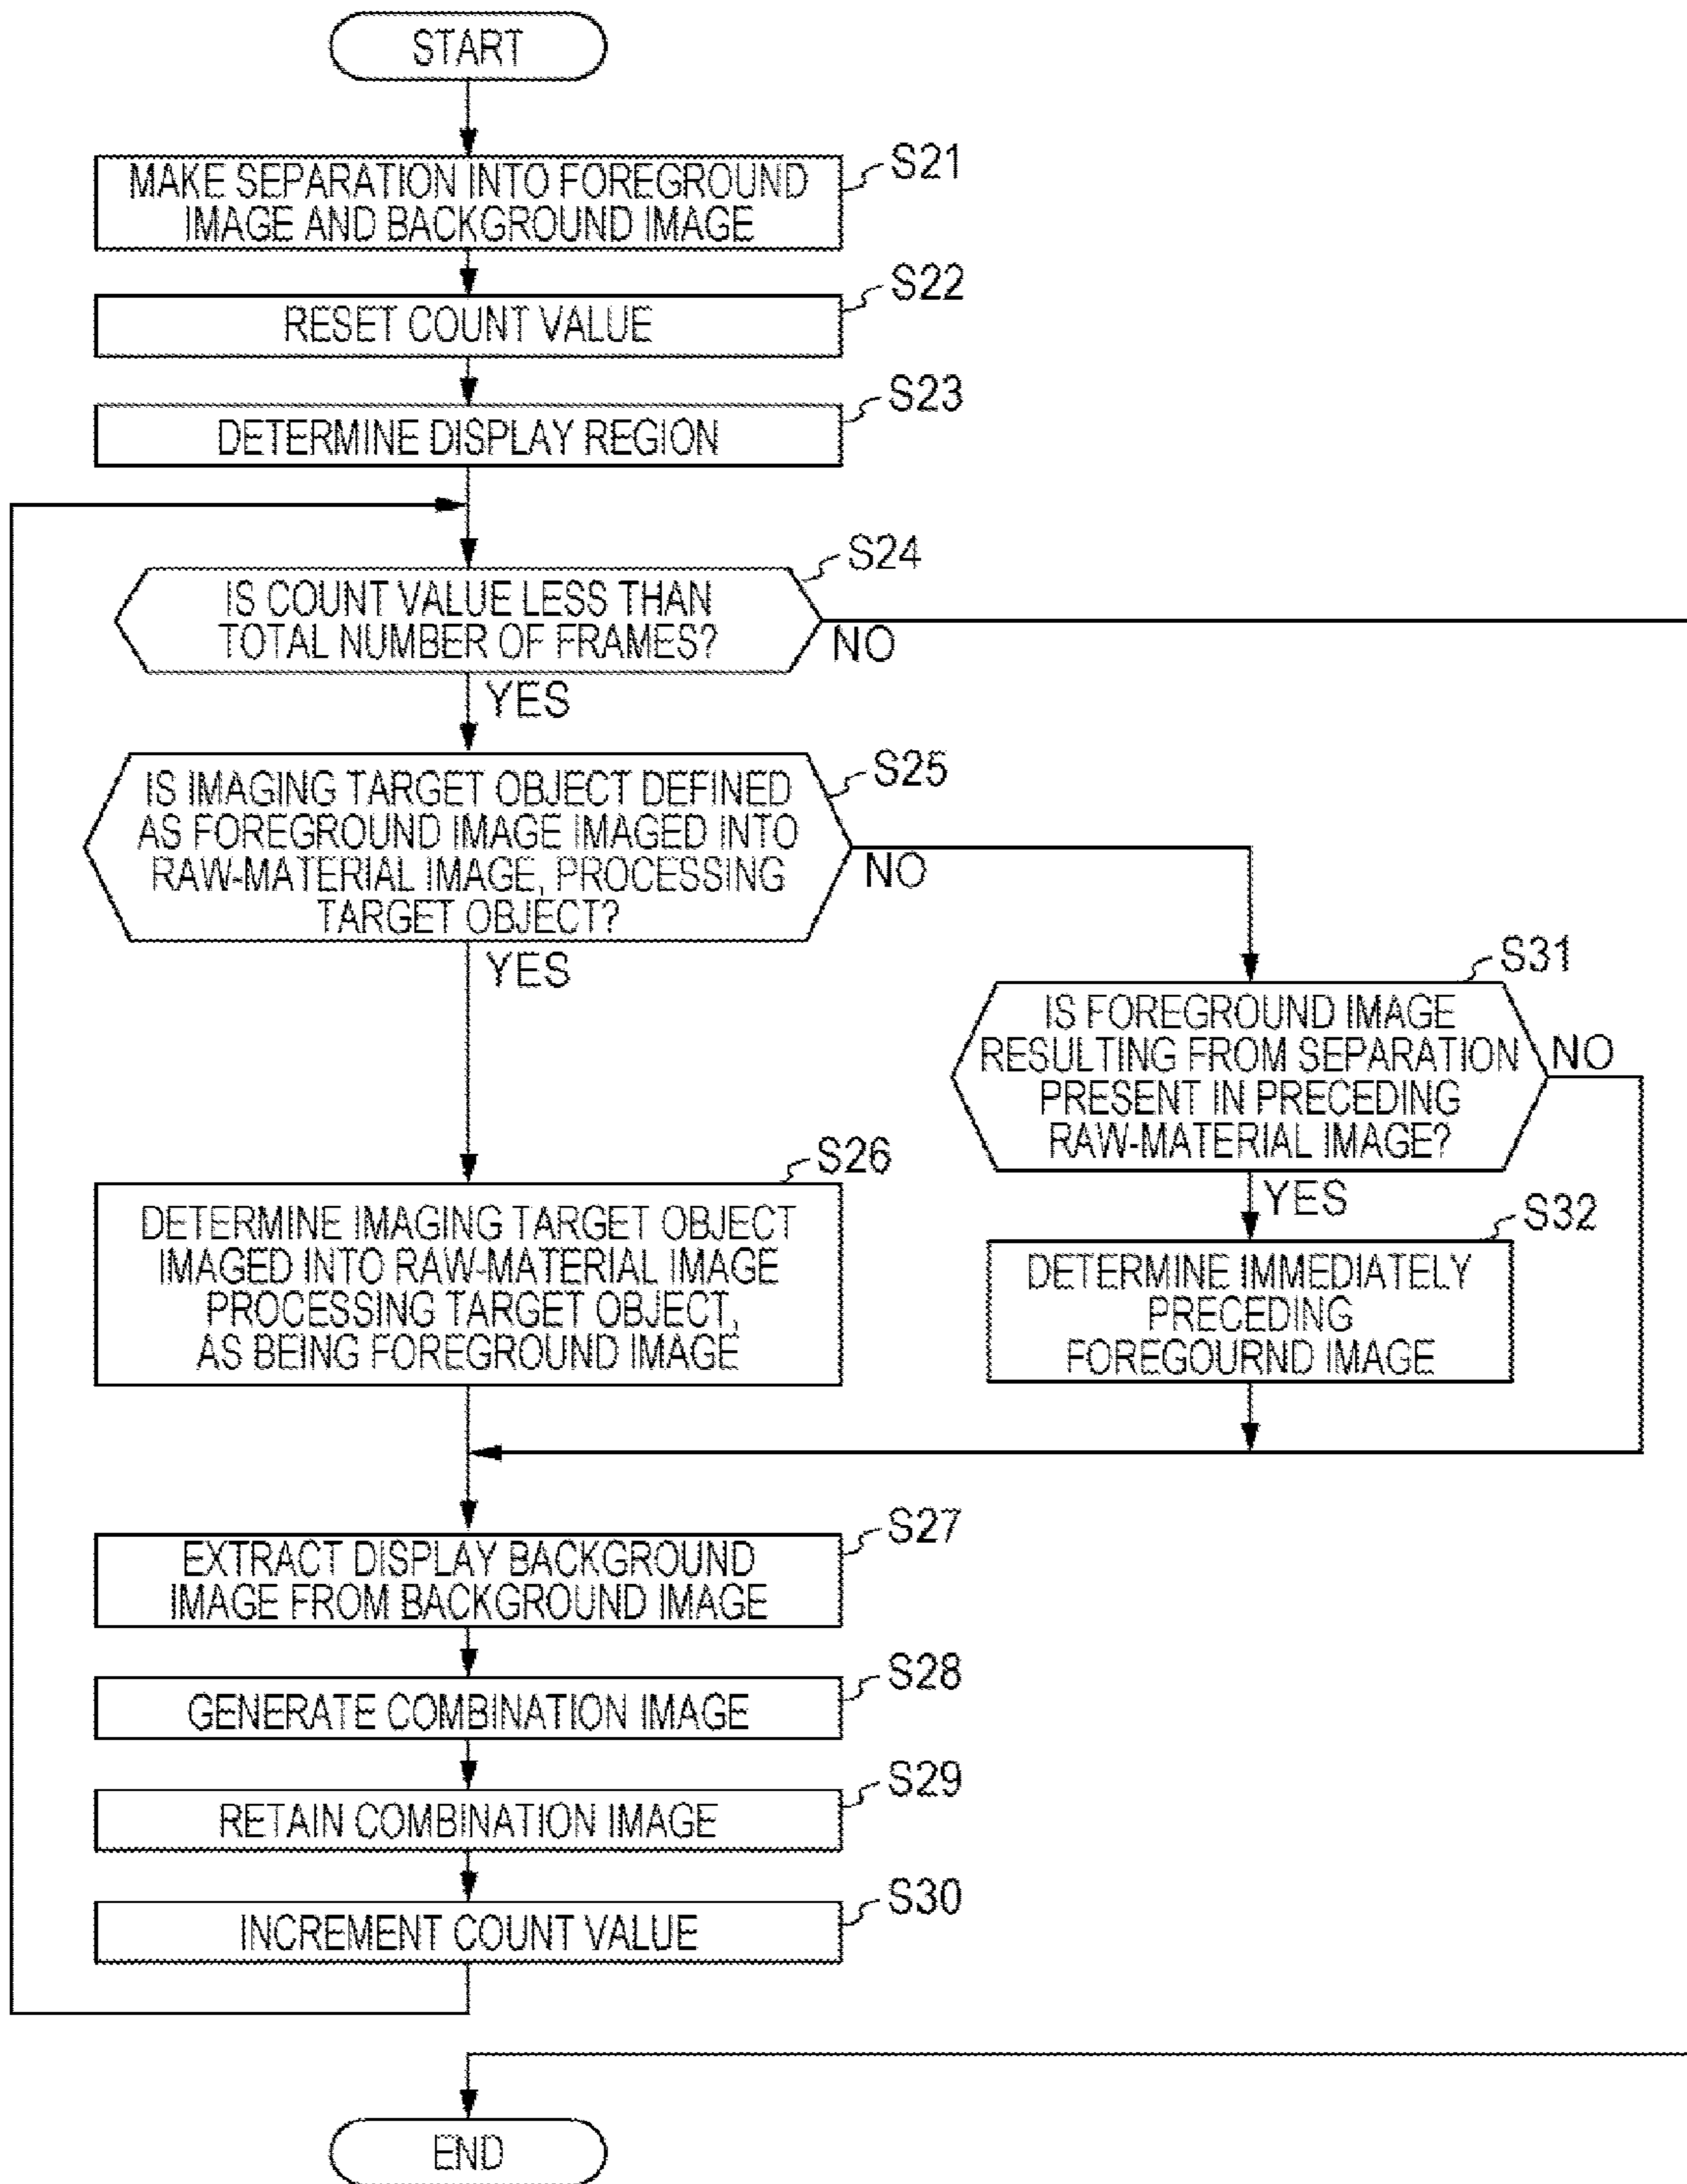 START
S21
MAKE SEPARATION INTO FOREGROUND
IMAGE AND BACKGROUND IMAGE
S22
RESET COUNT VALUE
S23
DETERMINE DISPLAY REGION
S24
IS COUNT VALUE LESS THAN
TOTAL NUMBER OF FRAMES?
NO
YES
S25
IS IMAGING TARGET OBJECT DEFINED
AS FOREGROUND IMAGE IMAGED INTO
RAW-MATERIAL IMAGE, PROCESSING
TARGET OBJECT?
NO
YES
S31
IS FOREGROUND IMAGE
RESULTING FROM SEPARATION
PRESENT IN PRECEDING
RAW-MATERIAL IMAGE?
NO
YES
S26
DETERMINE IMAGING TARGET OBJECT
IMAGED INTO RAW-MATERIAL IMAGE
PROCESSING TARGET OBJECT,
AS BEING FOREGROUND IMAGE
S32
DETERMINE IMMEDIATELY
PRECEDING
FOREGOURND IMAGE
S27
EXTRACT DISPLAY BACKGROUND
IMAGE FROM BACKGROUND IMAGE
S28
GENERATE COMBINATION IMAGE
S29
RETAIN COMBINATION IMAGE
S30
INCREMENT COUNT VALUE
END